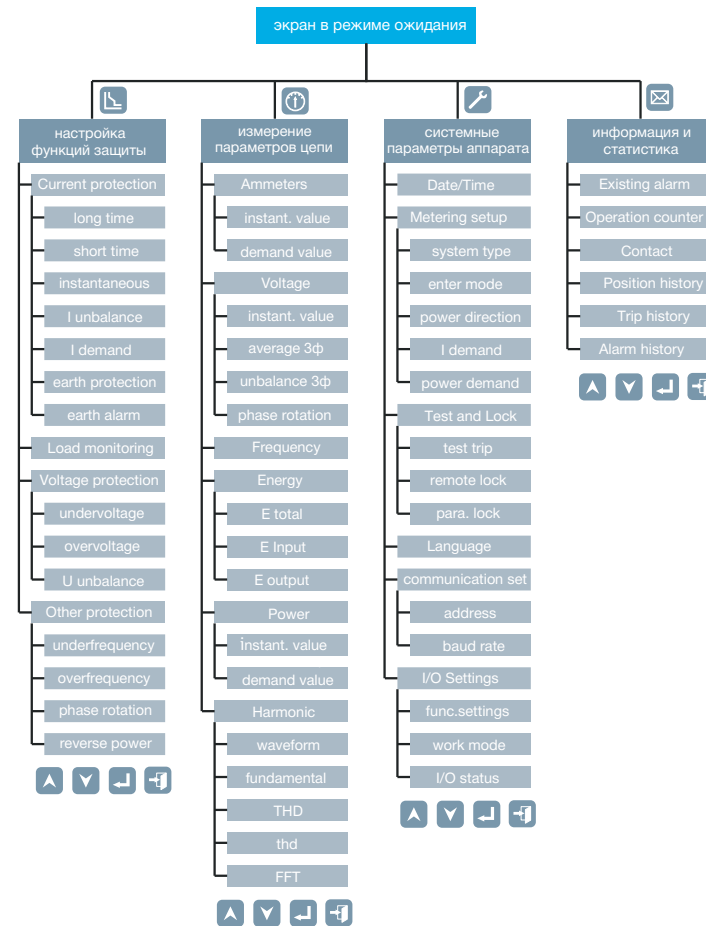 экран в режиме ожидания
настройка
функций защиты
Current protection
long time
short time
instantaneous
I unbalance
I demand
earth protection
earth alarm
Load monitoring
Voltage protection
undervoltage
overvoltage
U unbalance
Other protection
underfrequency
overfrequency
phase rotation
reverse power
измерение
параметров цепи
Ammeters
instant. value
demand value
Voltage
instant. value
average 3ф
unbalance 3ф
phase rotation
Frequency
Energy
E total
E Input
E output
Power
instant. value
demand value
Harmonic
waveform
fundamental
THD
thd
FFT
системные
параметры аппарата
Date/Time
Metering setup
system type
enter mode
power direction
I demand
power demand
Test and Lock
test trip
remote lock
para. lock
Language
communication set
address
baud rate
I/O Settings
func.settings
work mode
I/O status
информация и
статистика
Existing alarm
Operation counter
Contact
Position history
Trip history
Alarm history